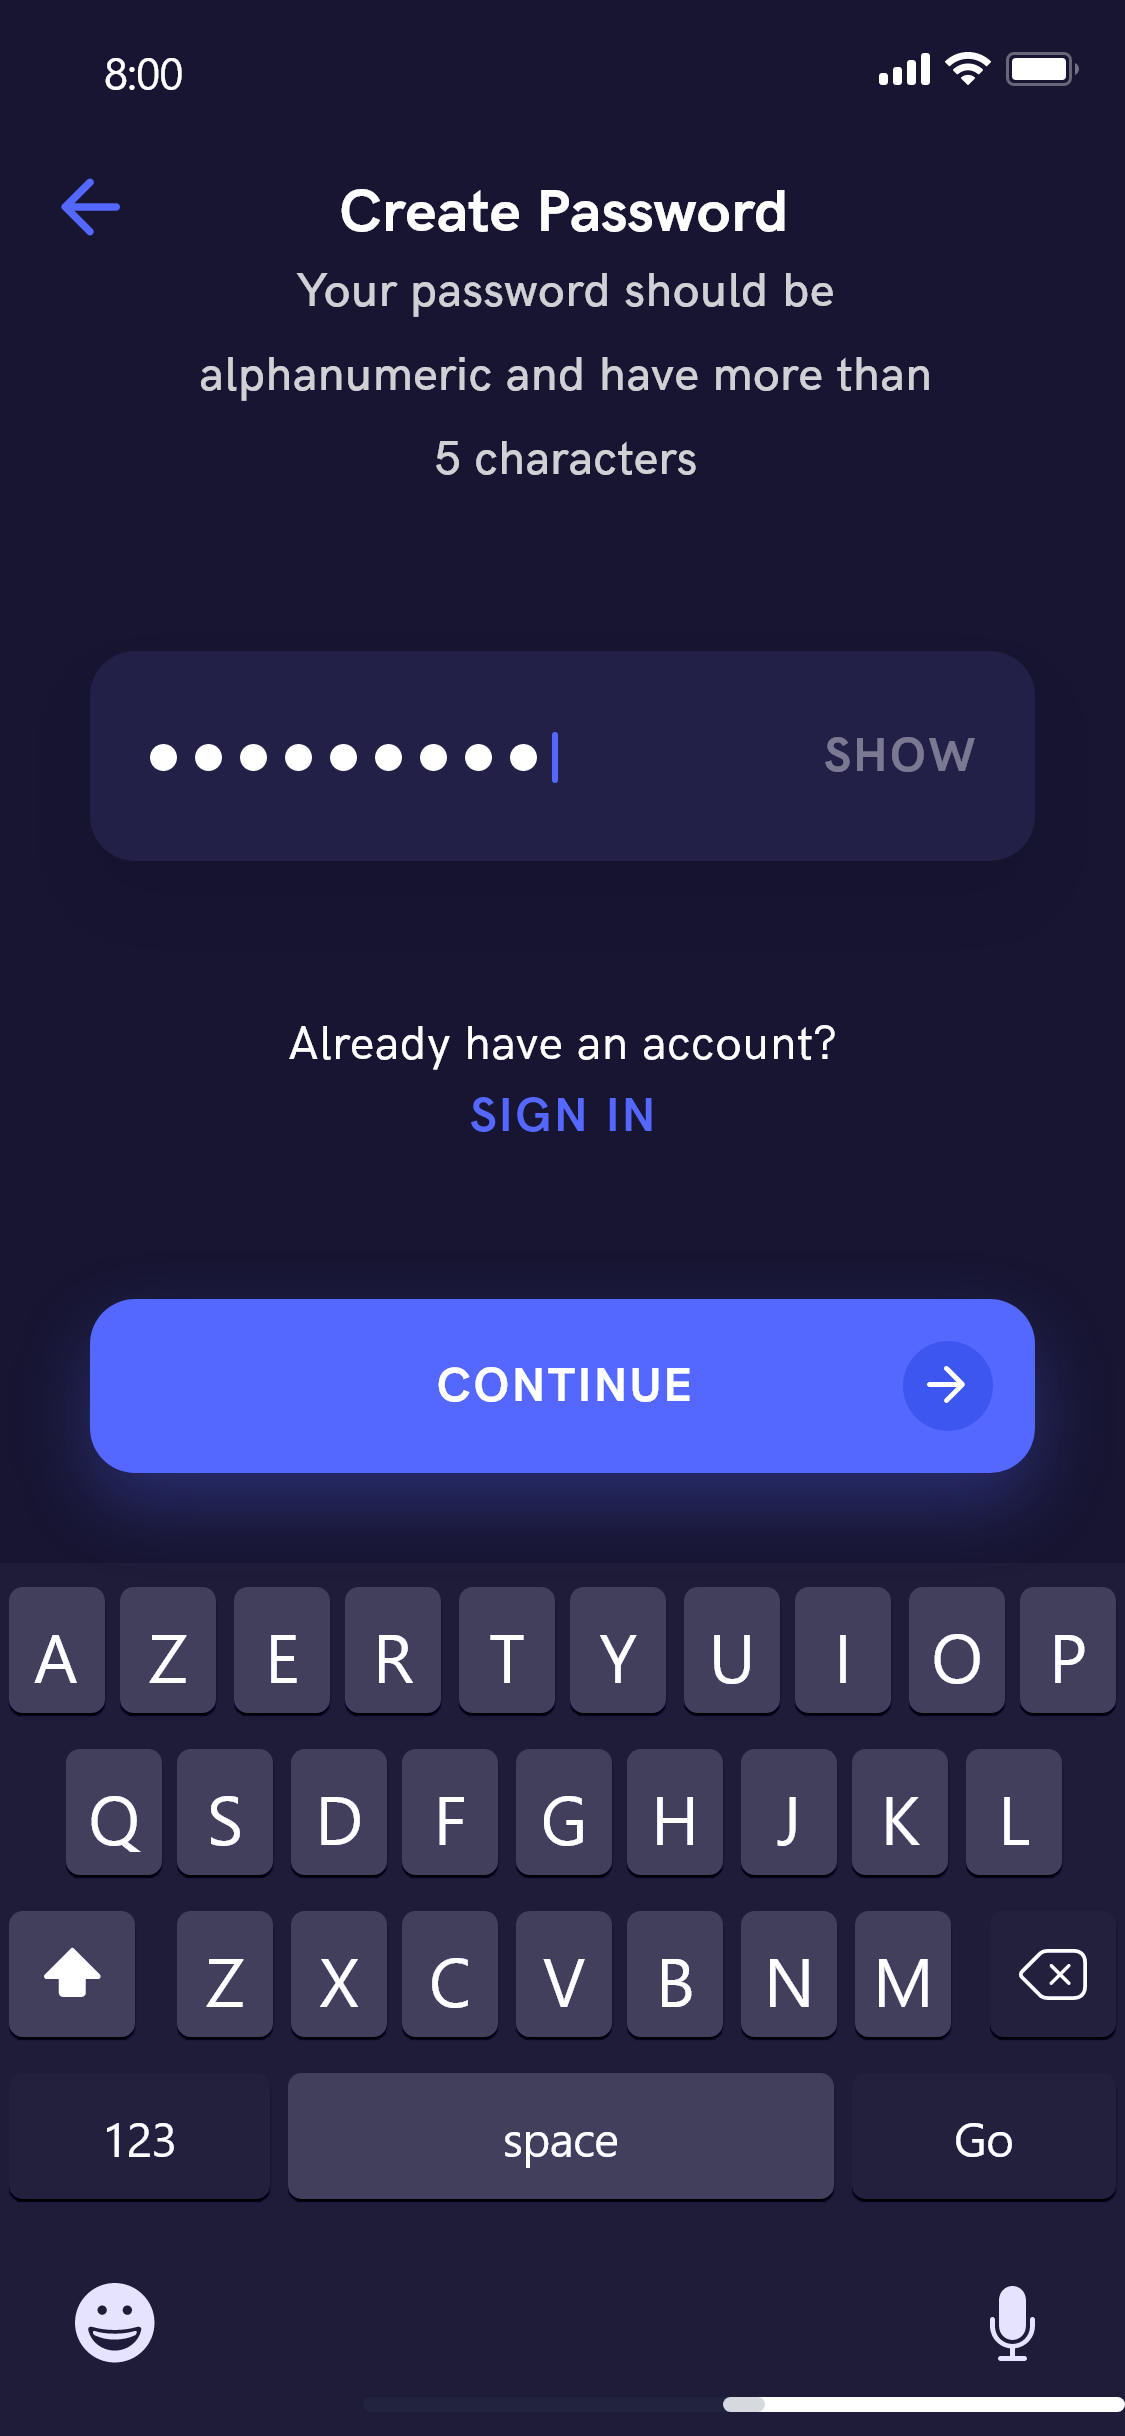 8:00
Create Password
Your password should be
alphanumeric and have more than
5 characters
SHOW
Already have an account?
SIGN IN
CONTINUE
A Z E R T Y U I O P
Q S D F G H J K L
Z X C V B N M
123 space Go